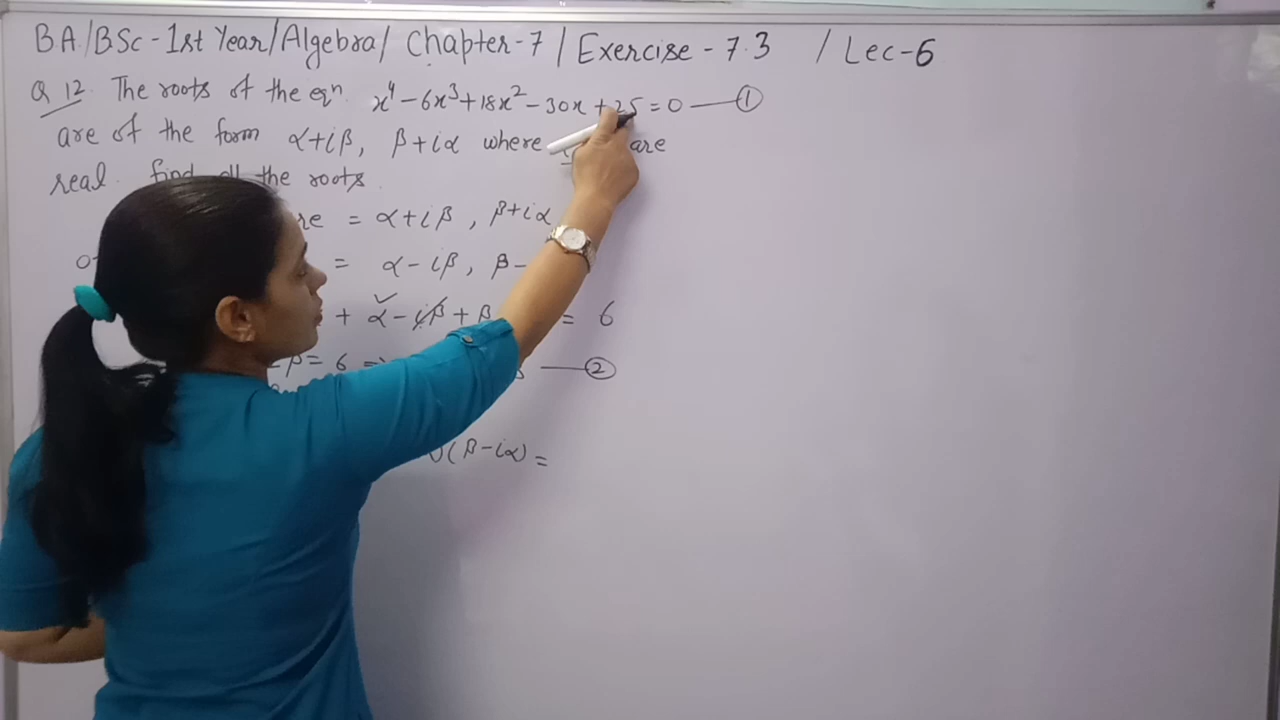 BA/BSc-1st Year/Algebra/ Chapter-7 / Exercise-7.3 / Lec-6
Q 12. The roots of the eqⁿ x⁴ - 6x³ + 18x² - 30x + 25 = 0 — ①
are of the form α+iβ, β+iα where are
real. find all the roots.
= α+iβ, β+iα
= α-iβ, β-
+ α-iβ + β = 6
β = 6 ⇒ — ②
(β-iα) =